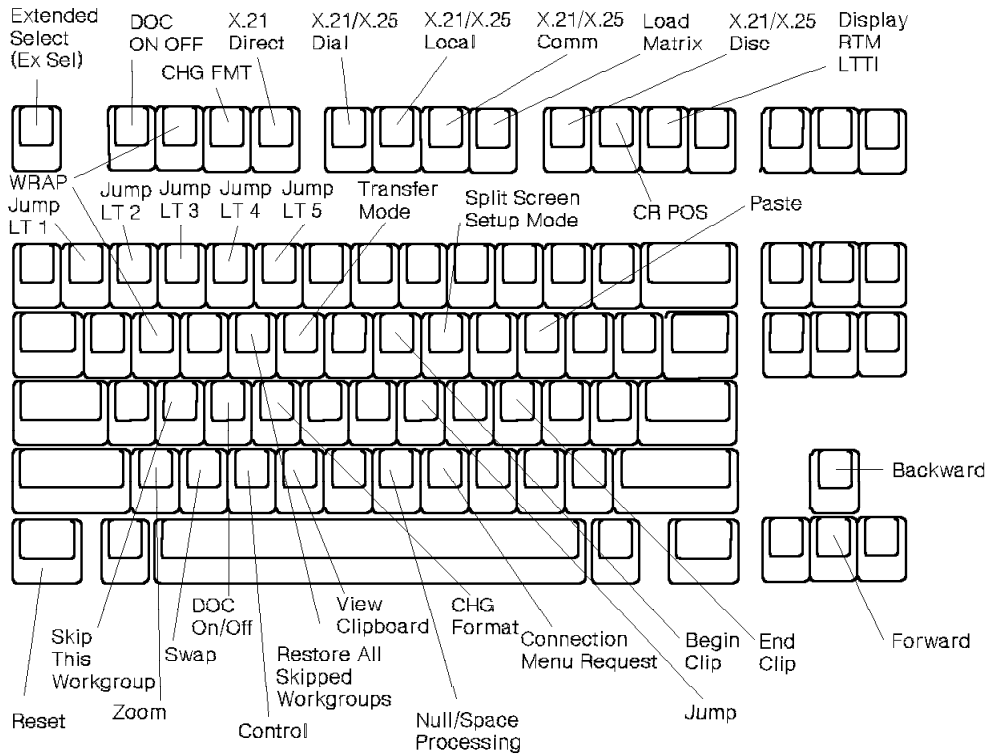 Extended
Select
(Ex Sel)
DOC
ON OFF
CHG FMT
X.21
Direct
X.21/X.25
Dial
X.21/X.25
Local
X.21/X.25
Comm
Load
Matrix
X.21/X.25
Disc
Display
RTM
LTTI
WRAP
Jump
LT 1
Jump
LT 2
Jump
LT 3
Jump
LT 4
Jump
LT 5
Transfer
Mode
Split Screen
Setup Mode
CR POS
Paste
Backward
Forward
Reset
Skip
This
Workgroup
Zoom
Swap
DOC
On/Off
Control
Restore All
Skipped
Workgroups
View
Clipboard
Null/Space
Processing
CHG
Format
Connection
Menu Request
Begin
Clip
Jump
End
Clip